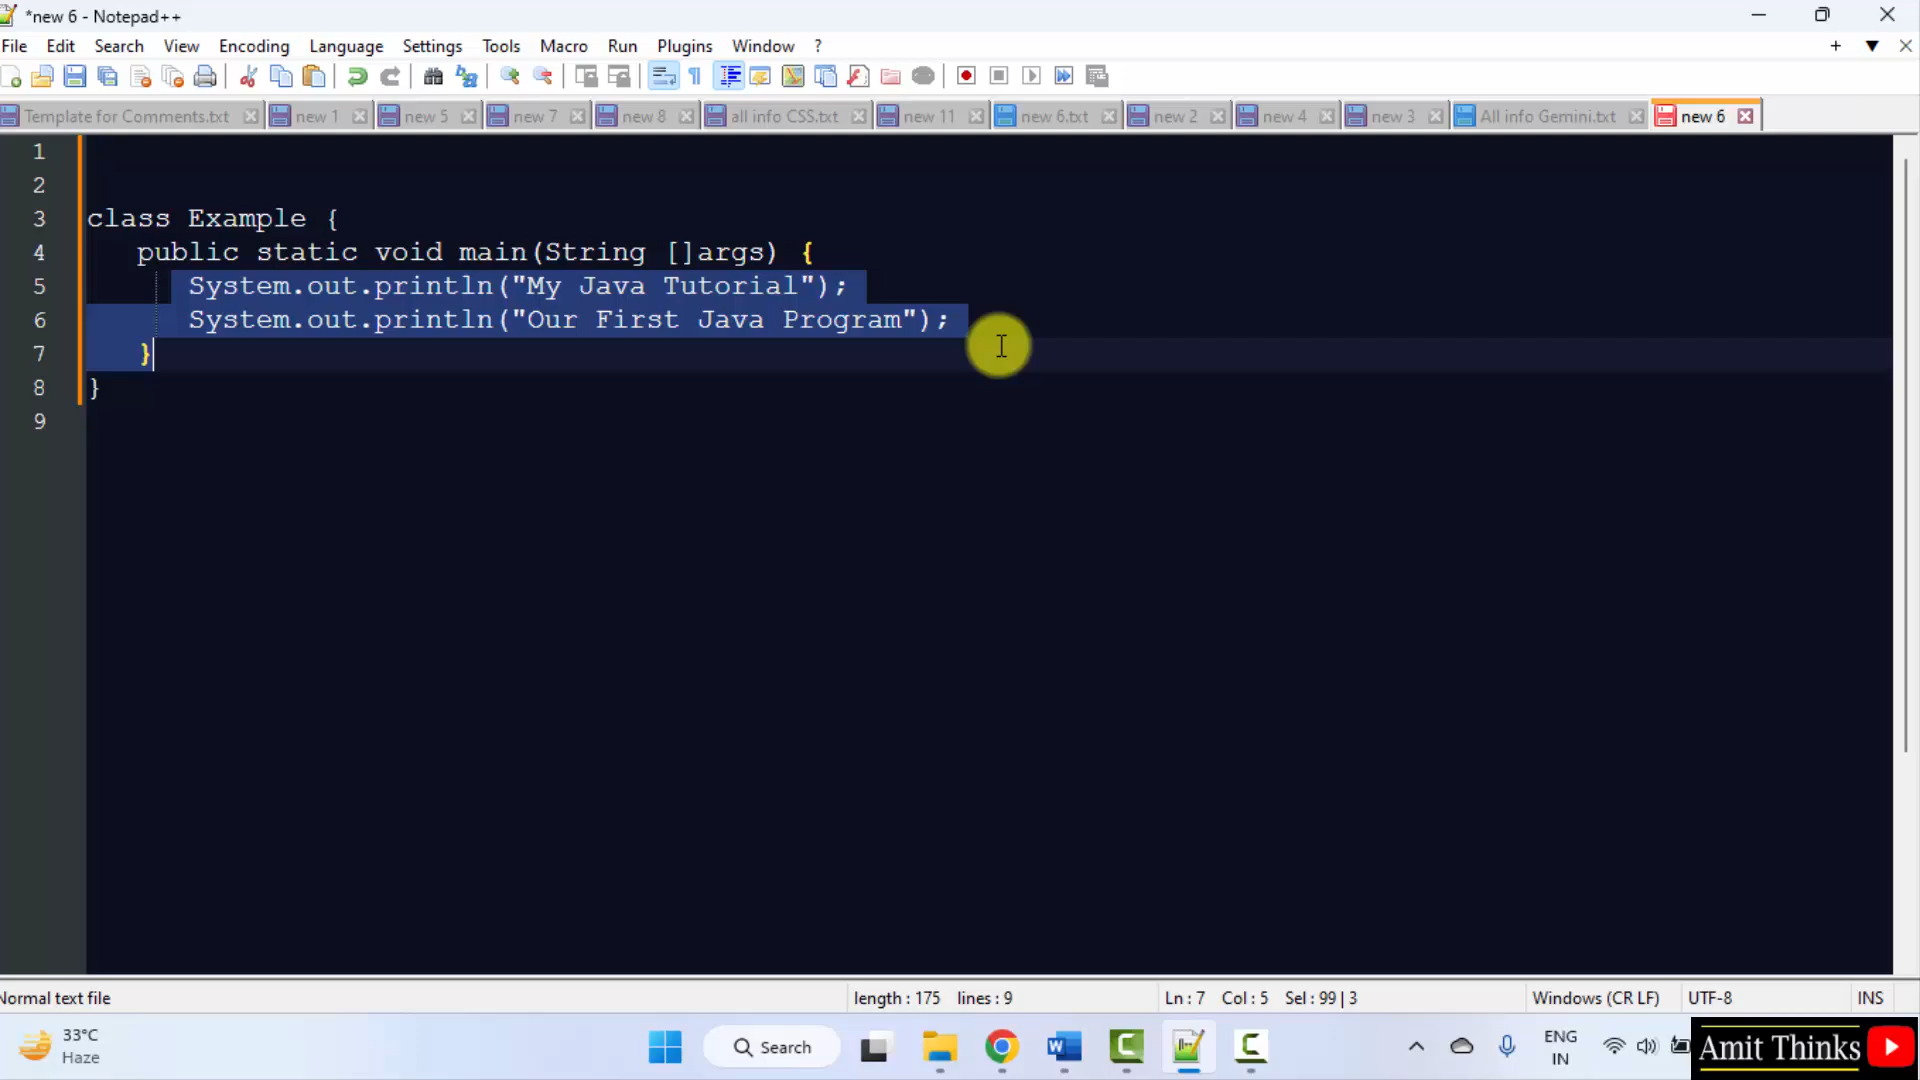 *new 6 - Notepad++
File Edit Search View Encoding Language Settings Tools Macro Run Plugins Window ?
Template for Comments.txt new 1 new 5 new 7 new 8 all info CSS.txt new 11 new 6.txt new 2 new 4 new 3 All info Gemini.txt new 6
1
2
3 class Example {
4 public static void main(String []args) {
5 System.out.println("My Java Tutorial");
6 System.out.println("Our First Java Program");
7 }
8 }
9
Normal text file length : 175 lines : 9 Ln : 7 Col : 5 Sel : 99 | 3 Windows (CR LF) UTF-8 INS
33°C
Haze
Search
ENG
IN
Amit Thinks